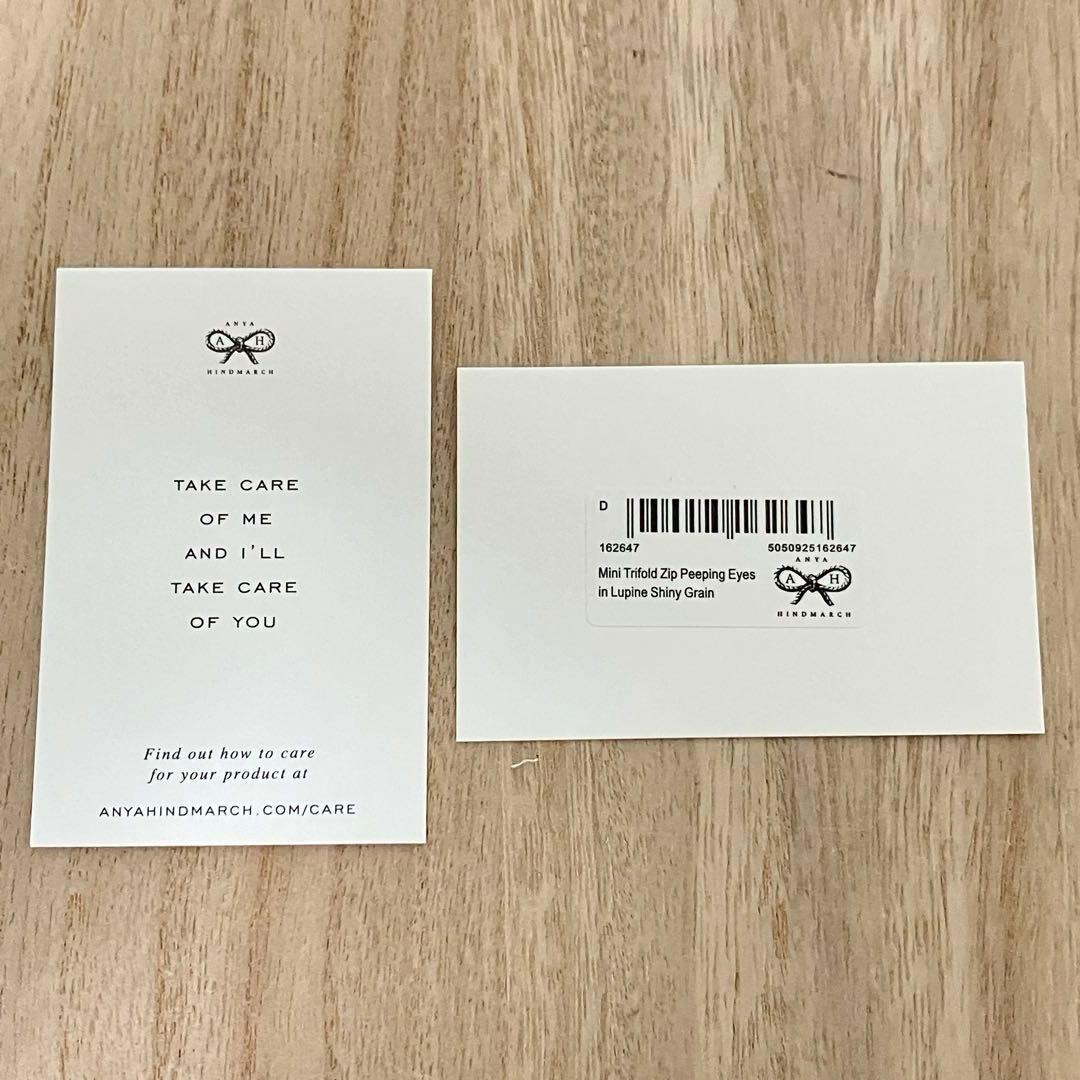 ANYA
A H
HINDMARCH
TAKE CARE
OF ME
AND I'LL
TAKE CARE
OF YOU
Find out how to care
for your product at
ANYAHINDMARCH.COM/CARE
D
162647 5050925162647
Mini Trifold Zip Peeping Eyes
in Lupine Shiny Grain
ANYA
A H
HINDMARCH